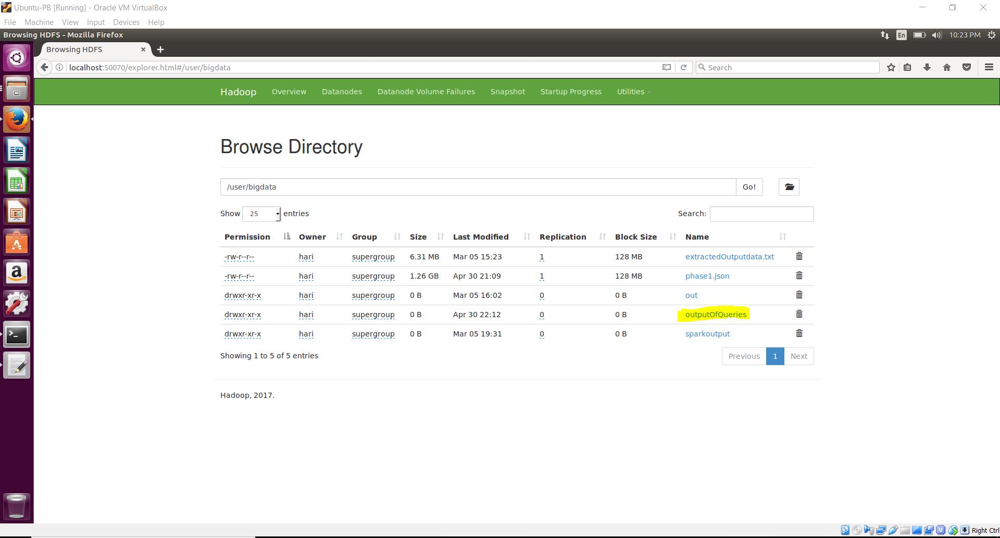 Ubuntu-PB [Running] - Oracle VM VirtualBox
File Machine View Input Devices Help
Browsing HDFS - Mozilla Firefox En 10:23 PM
Browsing HDFS
localhost:50070/explorer.html#/user/bigdata Search
Hadoop Overview Datanodes Datanode Volume Failures Snapshot Startup Progress Utilities
Browse Directory
/user/bigdata Go!
Show 25 entries Search:
Permission Owner Group Size Last Modified Replication Block Size Name
-rw-r--r-- hari supergroup 6.31 MB Mar 05 15:23 1 128 MB extractedOutputdata.txt
-rw-r--r-- hari supergroup 1.26 GB Apr 30 21:09 1 128 MB phase1.json
drwxr-xr-x hari supergroup 0 B Mar 05 16:02 0 0 B out
drwxr-xr-x hari supergroup 0 B Apr 30 22:12 0 0 B outputOfQueries
drwxr-xr-x hari supergroup 0 B Mar 05 19:31 0 0 B sparkoutput
Showing 1 to 5 of 5 entries Previous 1 Next
Hadoop, 2017.
Right Ctrl